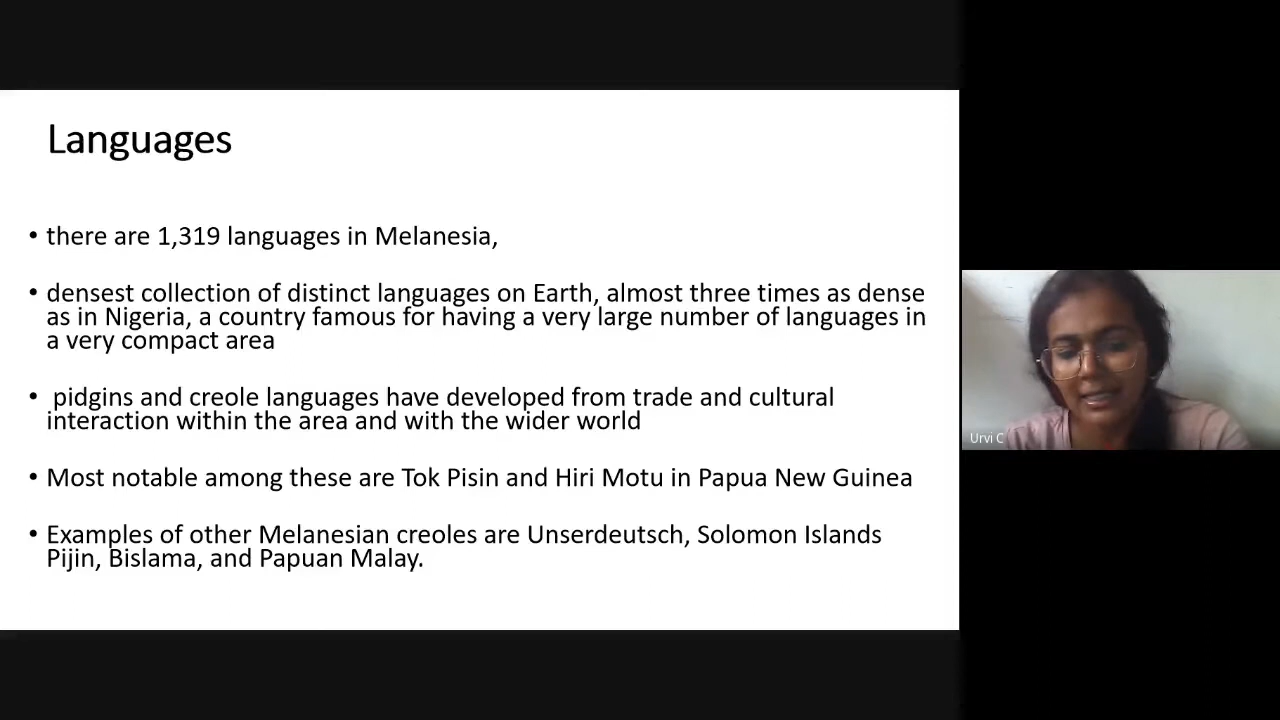 Languages
• there are 1,319 languages in Melanesia,
• densest collection of distinct languages on Earth, almost three times as dense
as in Nigeria, a country famous for having a very large number of languages in
a very compact area
• pidgins and creole languages have developed from trade and cultural
interaction within the area and with the wider world
• Most notable among these are Tok Pisin and Hiri Motu in Papua New Guinea
• Examples of other Melanesian creoles are Unserdeutsch, Solomon Islands
Pijin, Bislama, and Papuan Malay.
Urvi C